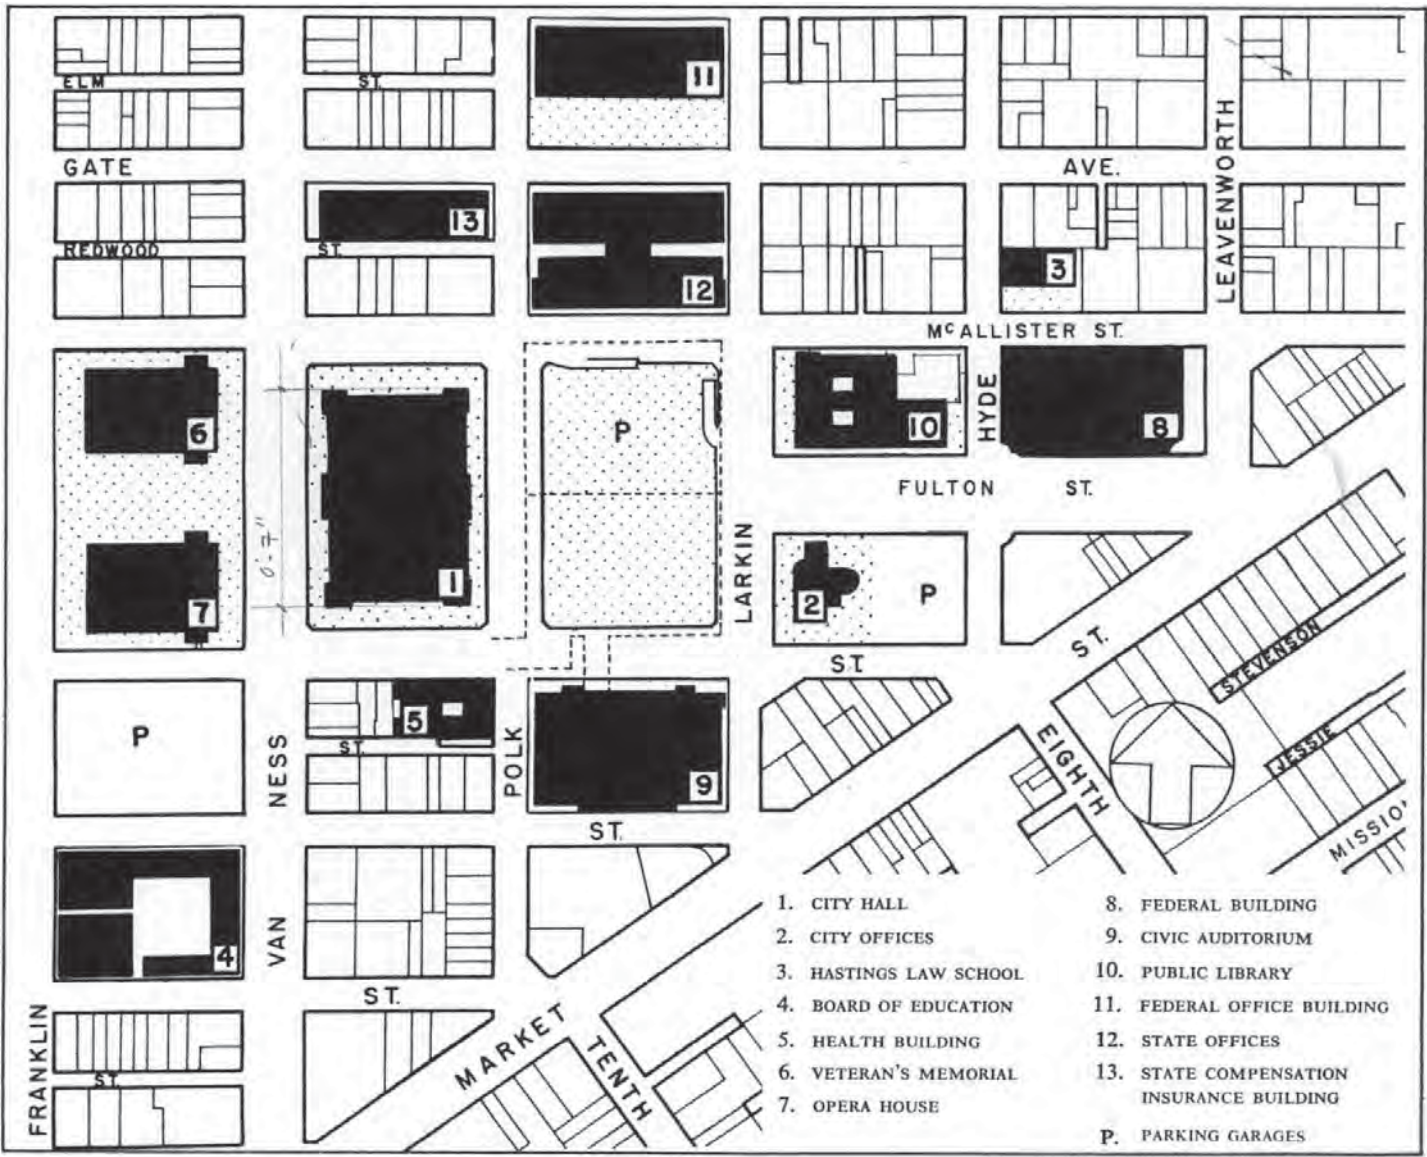 ELM
ST.
11
GATE
AVE.
LEAVENWORTH
13
REDWOOD
ST.
12
3
McALLISTER ST.
6
P
10
HYDE
8
FULTON
ST.
0-7"
7
1
LARKIN
2
P
ST.
ST.
STEVENSON
P
5
ST.
NESS
POLK
9
EIGHTH
JESSIE
MISSIO
ST.
4
VAN
ST.
FRANKLIN
ST.
MARKET
TENTH
1. CITY HALL
2. CITY OFFICES
3. HASTINGS LAW SCHOOL
4. BOARD OF EDUCATION
5. HEALTH BUILDING
6. VETERAN'S MEMORIAL
7. OPERA HOUSE
8. FEDERAL BUILDING
9. CIVIC AUDITORIUM
10. PUBLIC LIBRARY
11. FEDERAL OFFICE BUILDING
12. STATE OFFICES
13. STATE COMPENSATION
INSURANCE BUILDING
P. PARKING GARAGES